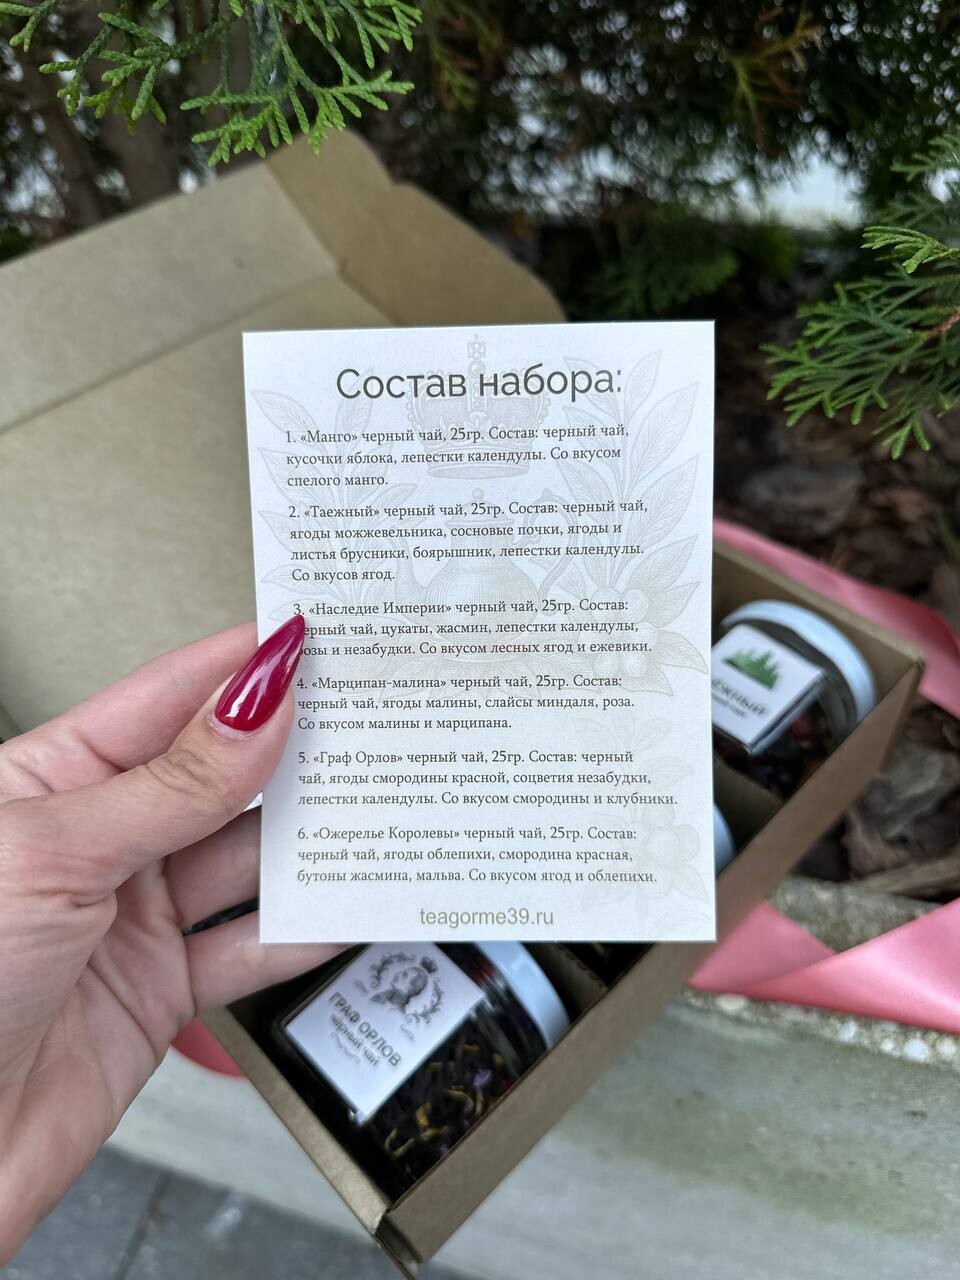 Состав набора:
1. «Манго» черный чай, 25гр. Состав: черный чай,
кусочки яблока, лепестки календулы. Со вкусом
спелого манго.
2. «Таежный» черный чай, 25гр. Состав: черный чай,
ягоды можжевельника, сосновые почки, ягоды и
листья брусники, боярышник, лепестки календулы.
Со вкусов ягод.
3. «Наследие Империи» черный чай, 25гр. Состав:
черный чай, цукаты, жасмин, лепестки календулы,
розы и незабудки. Со вкусом лесных ягод и ежевики.
4. «Марципан-малина» черный чай, 25гр. Состав:
черный чай, ягоды малины, слайсы миндаля, роза.
Со вкусом малины и марципана.
5. «Граф Орлов» черный чай, 25гр. Состав: черный
чай, ягоды смородины красной, соцветия незабудки,
лепестки календулы. Со вкусом смородины и клубники.
6. «Ожерелье Королевы» черный чай, 25гр. Состав:
черный чай, ягоды облепихи, смородина красная,
бутоны жасмина, мальва. Со вкусом ягод и облепихи.
teagorme39.ru
ГРАФ ОРЛОВ
чёрный чай